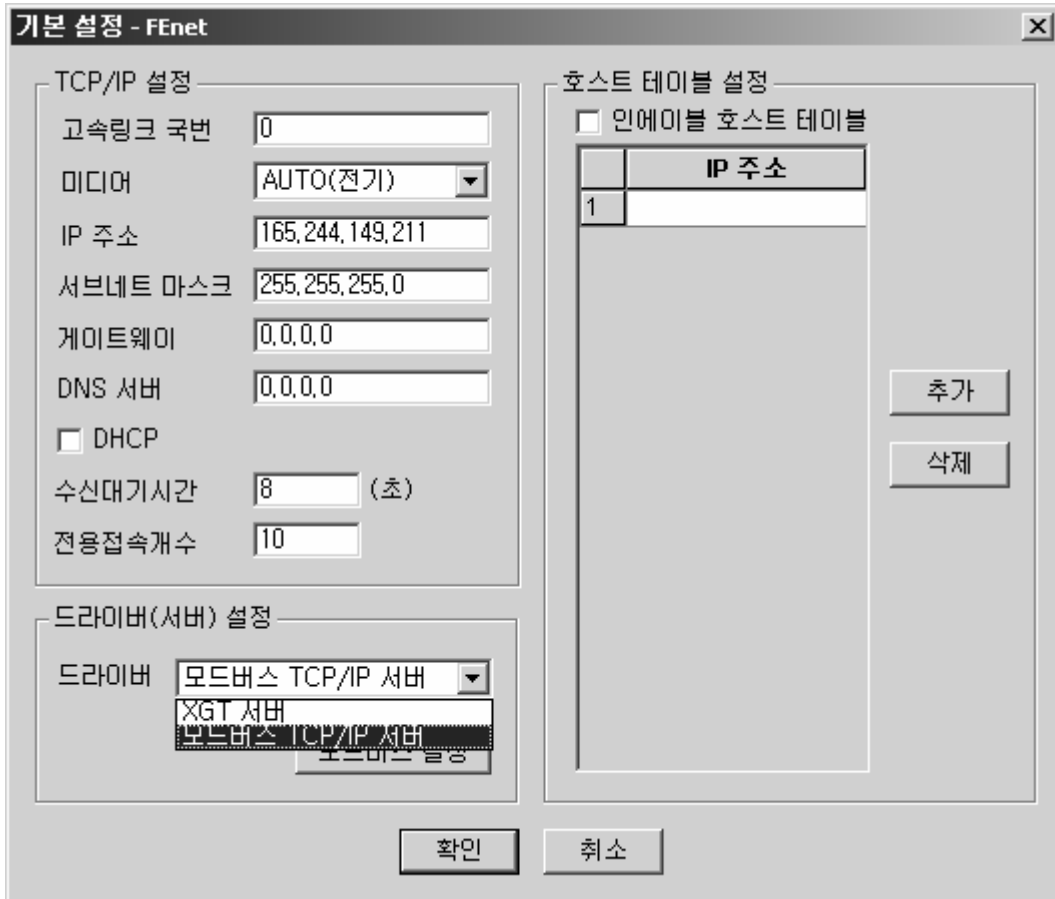 기본 설정 - FEnet
TCP/IP 설정
고속링크 국번 0
미디어 AUTO(전기)
IP 주소 165,244,149,211
서브네트 마스크 255,255,255,0
게이트웨이 0,0,0,0
DNS 서버 0,0,0,0
DHCP
수신대기시간 8 (초)
전용접속개수 10
드라이버(서버) 설정
드라이버 모드버스 TCP/IP 서버
XGT 서버
모드버스 TCP/IP 서버
모드버스 설정
호스트 테이블 설정
인에이블 호스트 테이블
IP 주소
1
추가
삭제
확인 취소